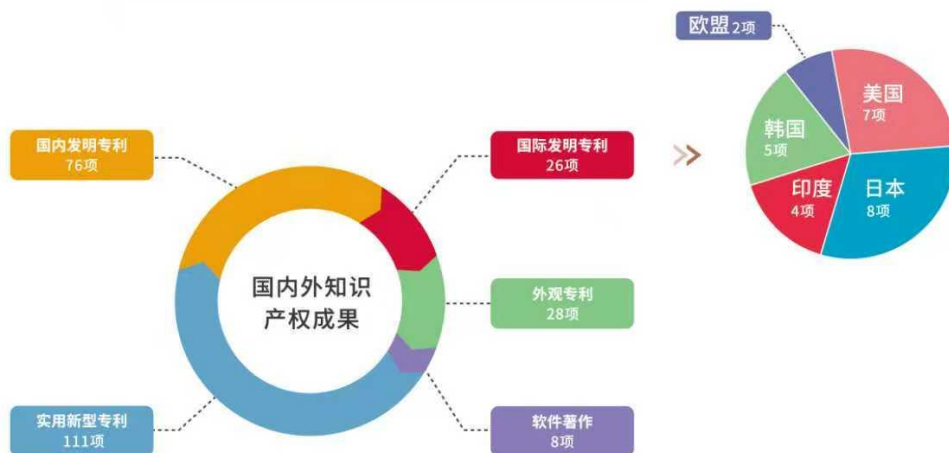 欧盟 2项
美国
7项
韩国
5项
印度
4项
日本
8项
国内发明专利
76项
国际发明专利
26项
国内外知识
产权成果
外观专利
28项
实用新型专利
111项
软件著作
8项